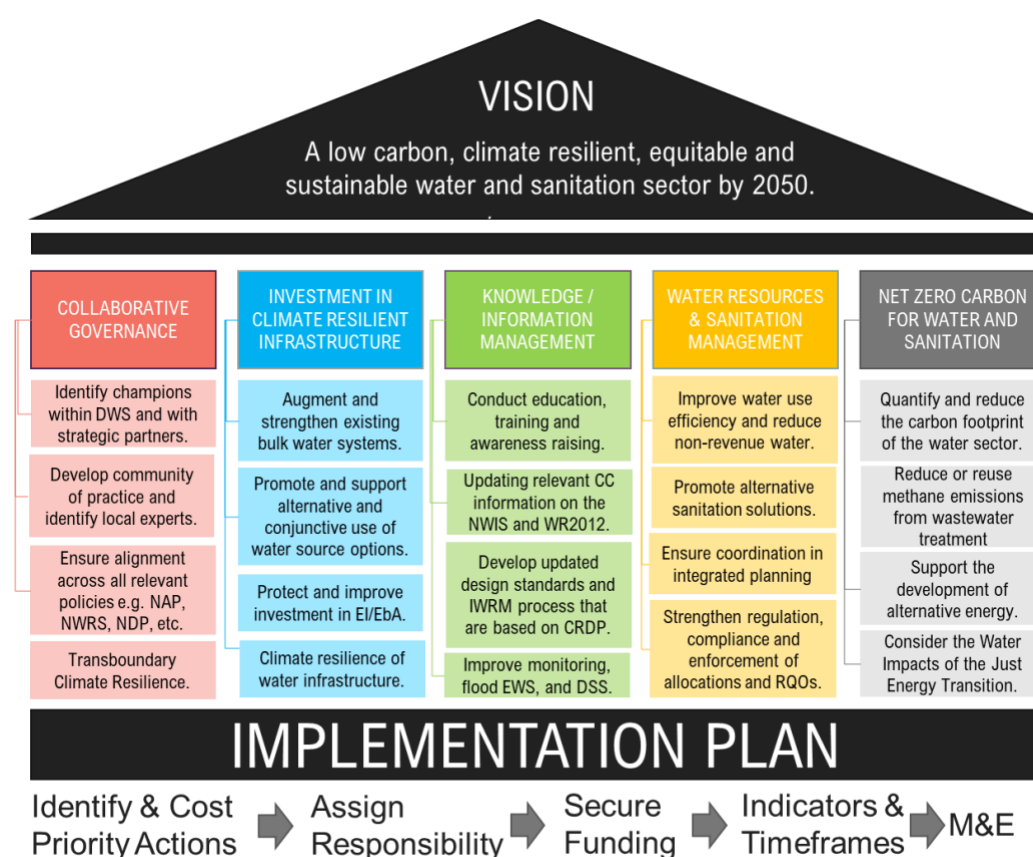 VISION
A low carbon, climate resilient, equitable and
sustainable water and sanitation sector by 2050.
COLLABORATIVE
GOVERNANCE
Identify champions
within DWS and with
strategic partners.
Develop community
of practice and
identify local experts.
Ensure alignment
across all relevant
policies e.g. NAP,
NWRS, NDP, etc.
Transboundary
Climate Resilience.
INVESTMENT IN
CLIMATE RESILIENT
INFRASTRUCTURE
Augment and
strengthen existing
bulk water systems.
Promote and support
alternative and
conjunctive use of
water source options.
Protect and improve
investment in EI/EbA.
Climate resilience of
water infrastructure.
KNOWLEDGE /
INFORMATION
MANAGEMENT
Conduct education,
training and
awareness raising.
Updating relevant CC
information on the
NWIS and WR2012.
Develop updated
design standards and
IWRM process that
are based on CRDP.
Improve monitoring,
flood EWS, and DSS.
WATER RESOURCES
& SANITATION
MANAGEMENT
Improve water use
efficiency and reduce
non-revenue water.
Promote alternative
sanitation solutions.
Ensure coordination in
integrated planning
Strengthen regulation,
compliance and
enforcement of
allocations and RQOs.
NET ZERO CARBON
FOR WATER AND
SANITATION
Quantify and reduce
the carbon footprint
of the water sector.
Reduce or reuse
methane emissions
from wastewater
treatment
Support the
development of
alternative energy.
Consider the Water
Impacts of the Just
Energy Transition.
IMPLEMENTATION PLAN
Identify & Cost
Priority Actions
Assign
Responsibility
Secure
Funding
Indicators &
Timeframes
M&E